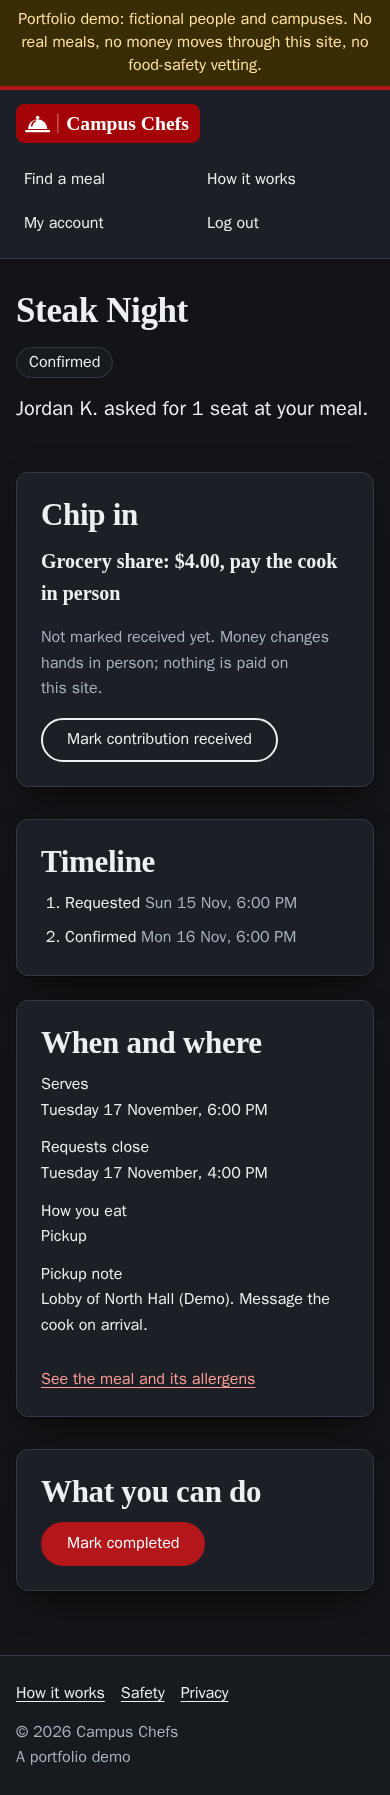 Portfolio demo: fictional people and campuses. No
real meals, no money moves through this site, no
food-safety vetting.
Campus Chefs
Find a meal
How it works
My account
Log out
Steak Night
Confirmed
Jordan K. asked for 1 seat at your meal.
Chip in
Grocery share: $4.00, pay the cook
in person
Not marked received yet. Money changes
hands in person; nothing is paid on
this site.
Mark contribution received
Timeline
1. Requested Sun 15 Nov, 6:00 PM
2. Confirmed Mon 16 Nov, 6:00 PM
When and where
Serves
Tuesday 17 November, 6:00 PM
Requests close
Tuesday 17 November, 4:00 PM
How you eat
Pickup
Pickup note
Lobby of North Hall (Demo). Message the
cook on arrival.
See the meal and its allergens
What you can do
Mark completed
How it works Safety Privacy
© 2026 Campus Chefs
A portfolio demo